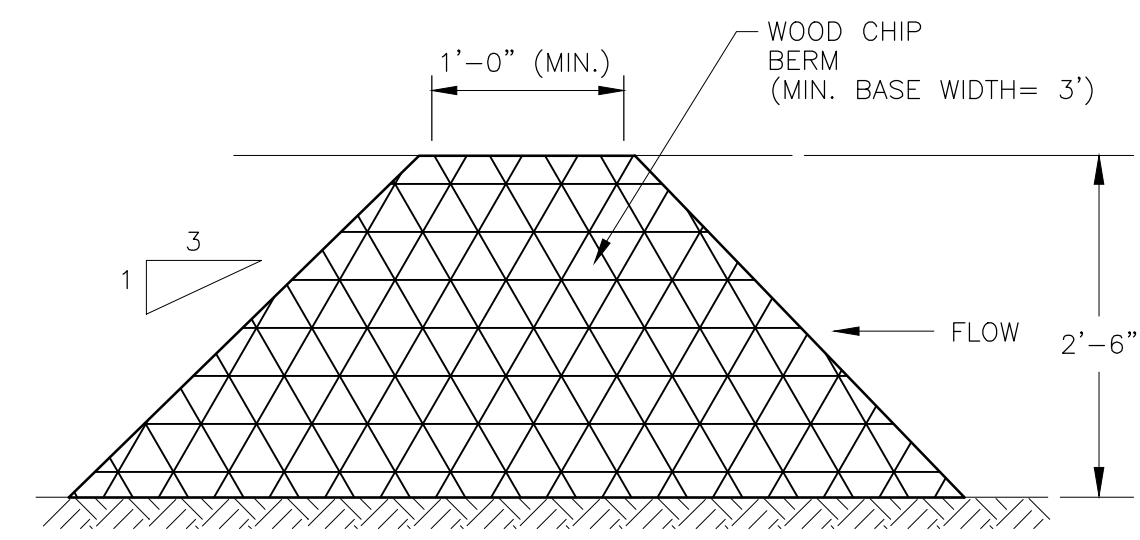 WOOD CHIP
BERM
(MIN. BASE WIDTH= 3')
1'-0" (MIN.)
3
1
FLOW
2'-6"